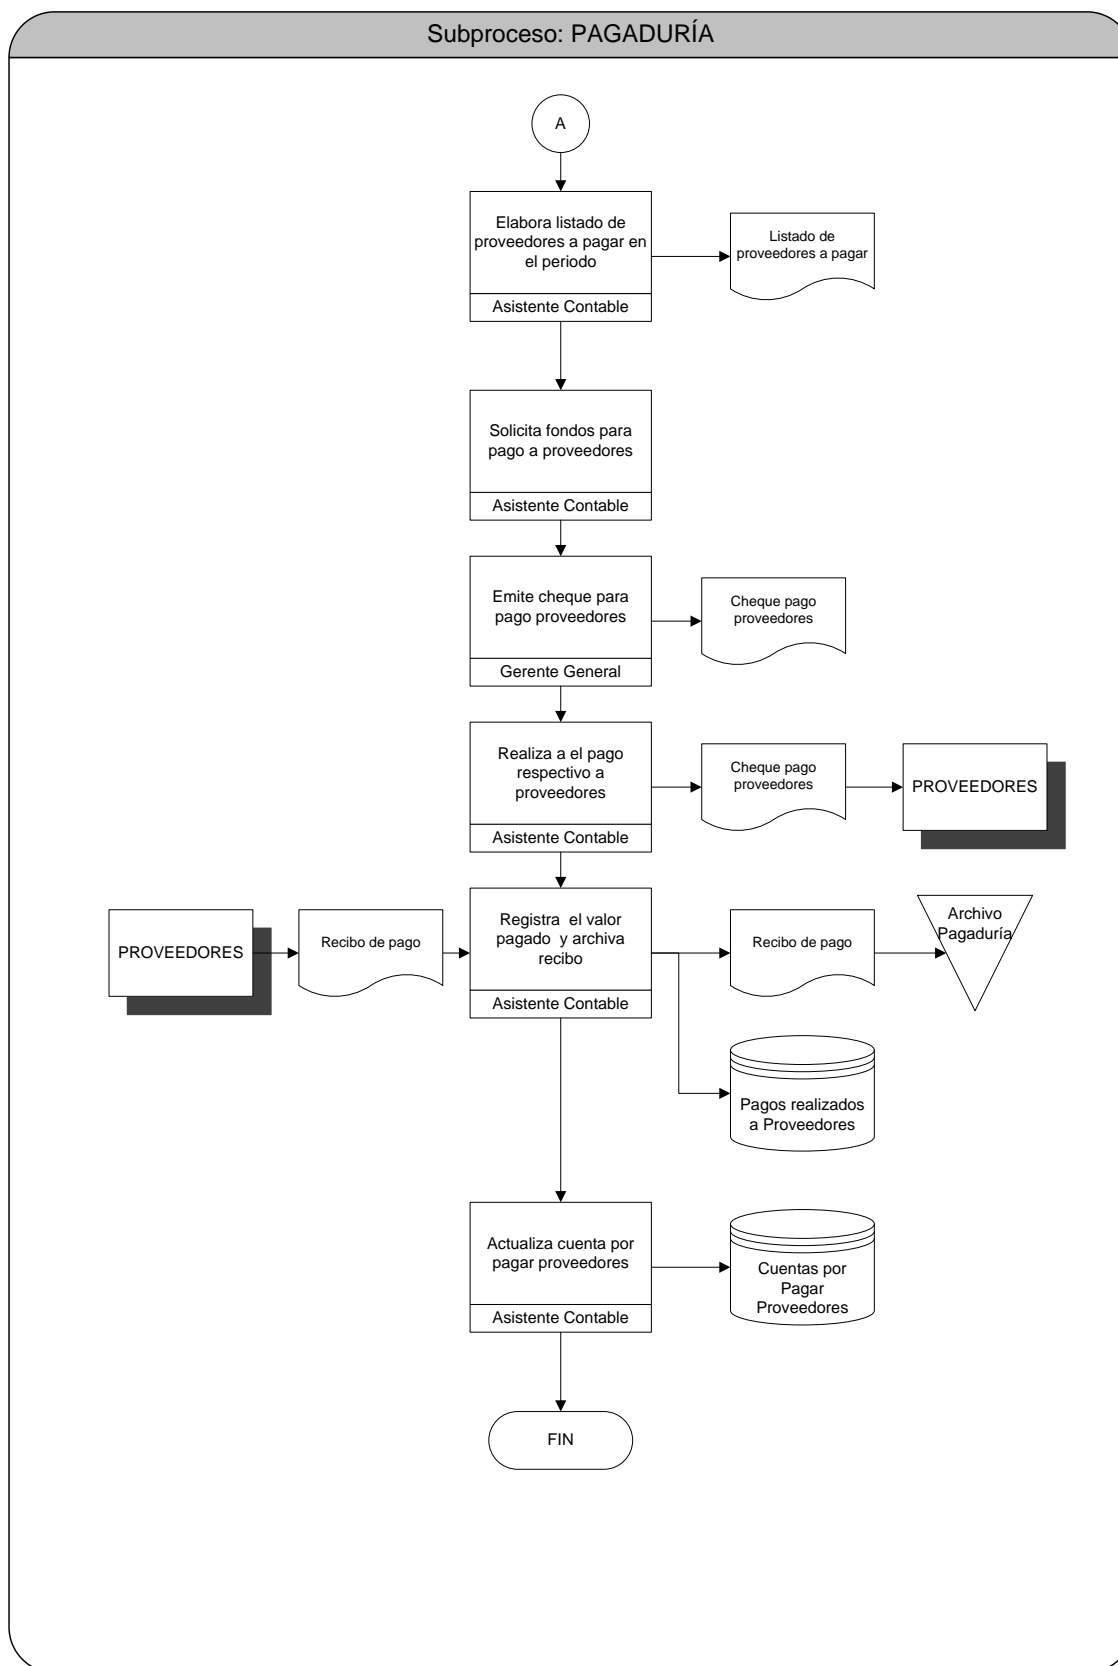 Subproceso: PAGADURÍA
A
Elabora listado de
proveedores a pagar en
el periodo
Asistente Contable
Listado de
proveedores a pagar
Solicita fondos para
pago a proveedores
Asistente Contable
Emite cheque para
pago proveedores
Gerente General
Cheque pago
proveedores
Realiza a el pago
respectivo a
proveedores
Asistente Contable
Cheque pago
proveedores
PROVEEDORES
PROVEEDORES
Recibo de pago
Registra el valor
pagado y archiva
recibo
Asistente Contable
Recibo de pago
Archivo
Pagaduría
Pagos realizados
a Proveedores
Actualiza cuenta por
pagar proveedores
Asistente Contable
Cuentas por
Pagar
Proveedores
FIN